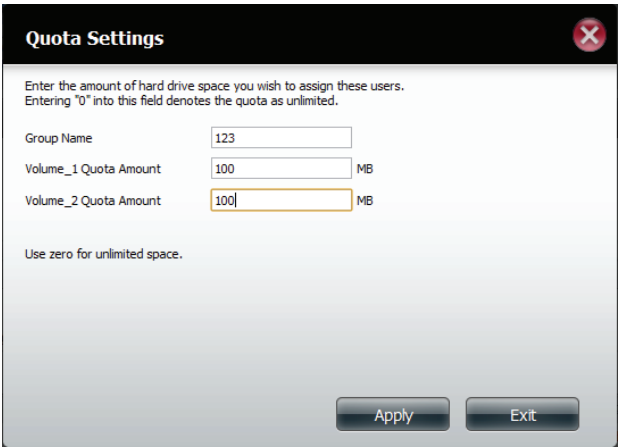 Quota Settings
Enter the amount of hard drive space you wish to assign these users.
Entering "0" into this field denotes the quota as unlimited.
Group Name 123
Volume_1 Quota Amount 100 MB
Volume_2 Quota Amount 100 MB
Use zero for unlimited space.
Apply Exit